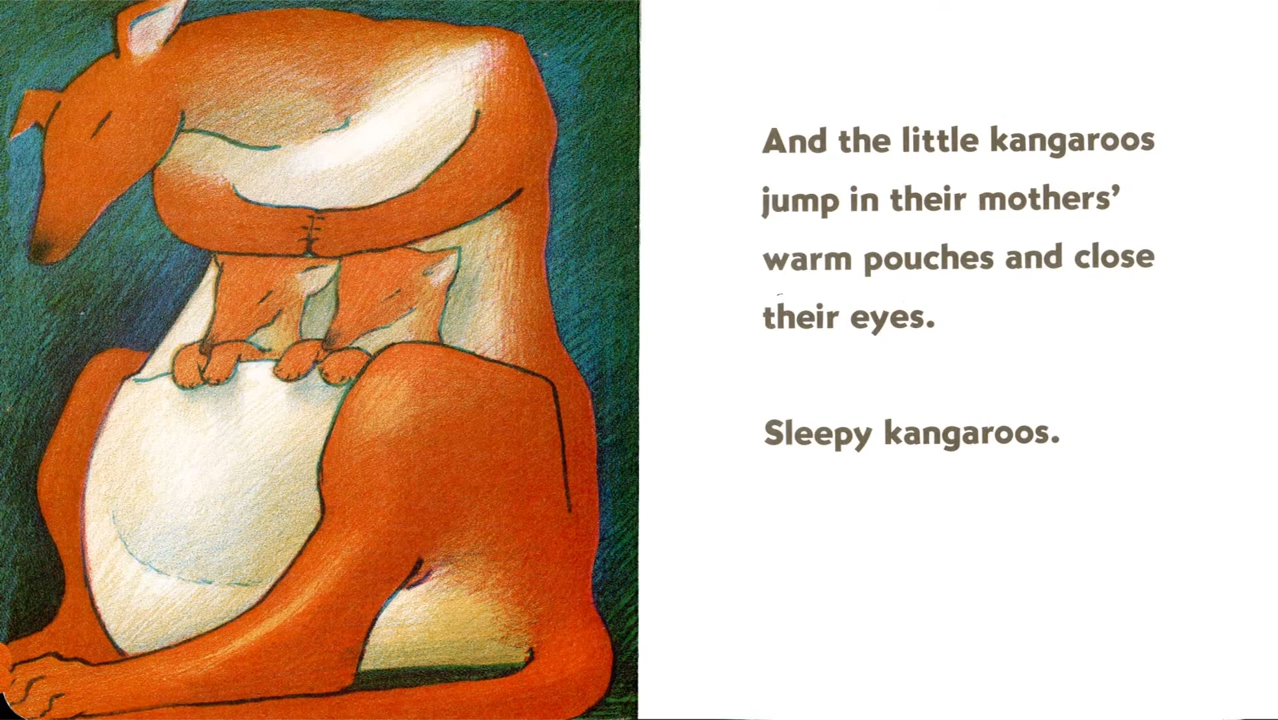 And the little kangaroos
jump in their mothers’
warm pouches and close
their eyes.
Sleepy kangaroos.